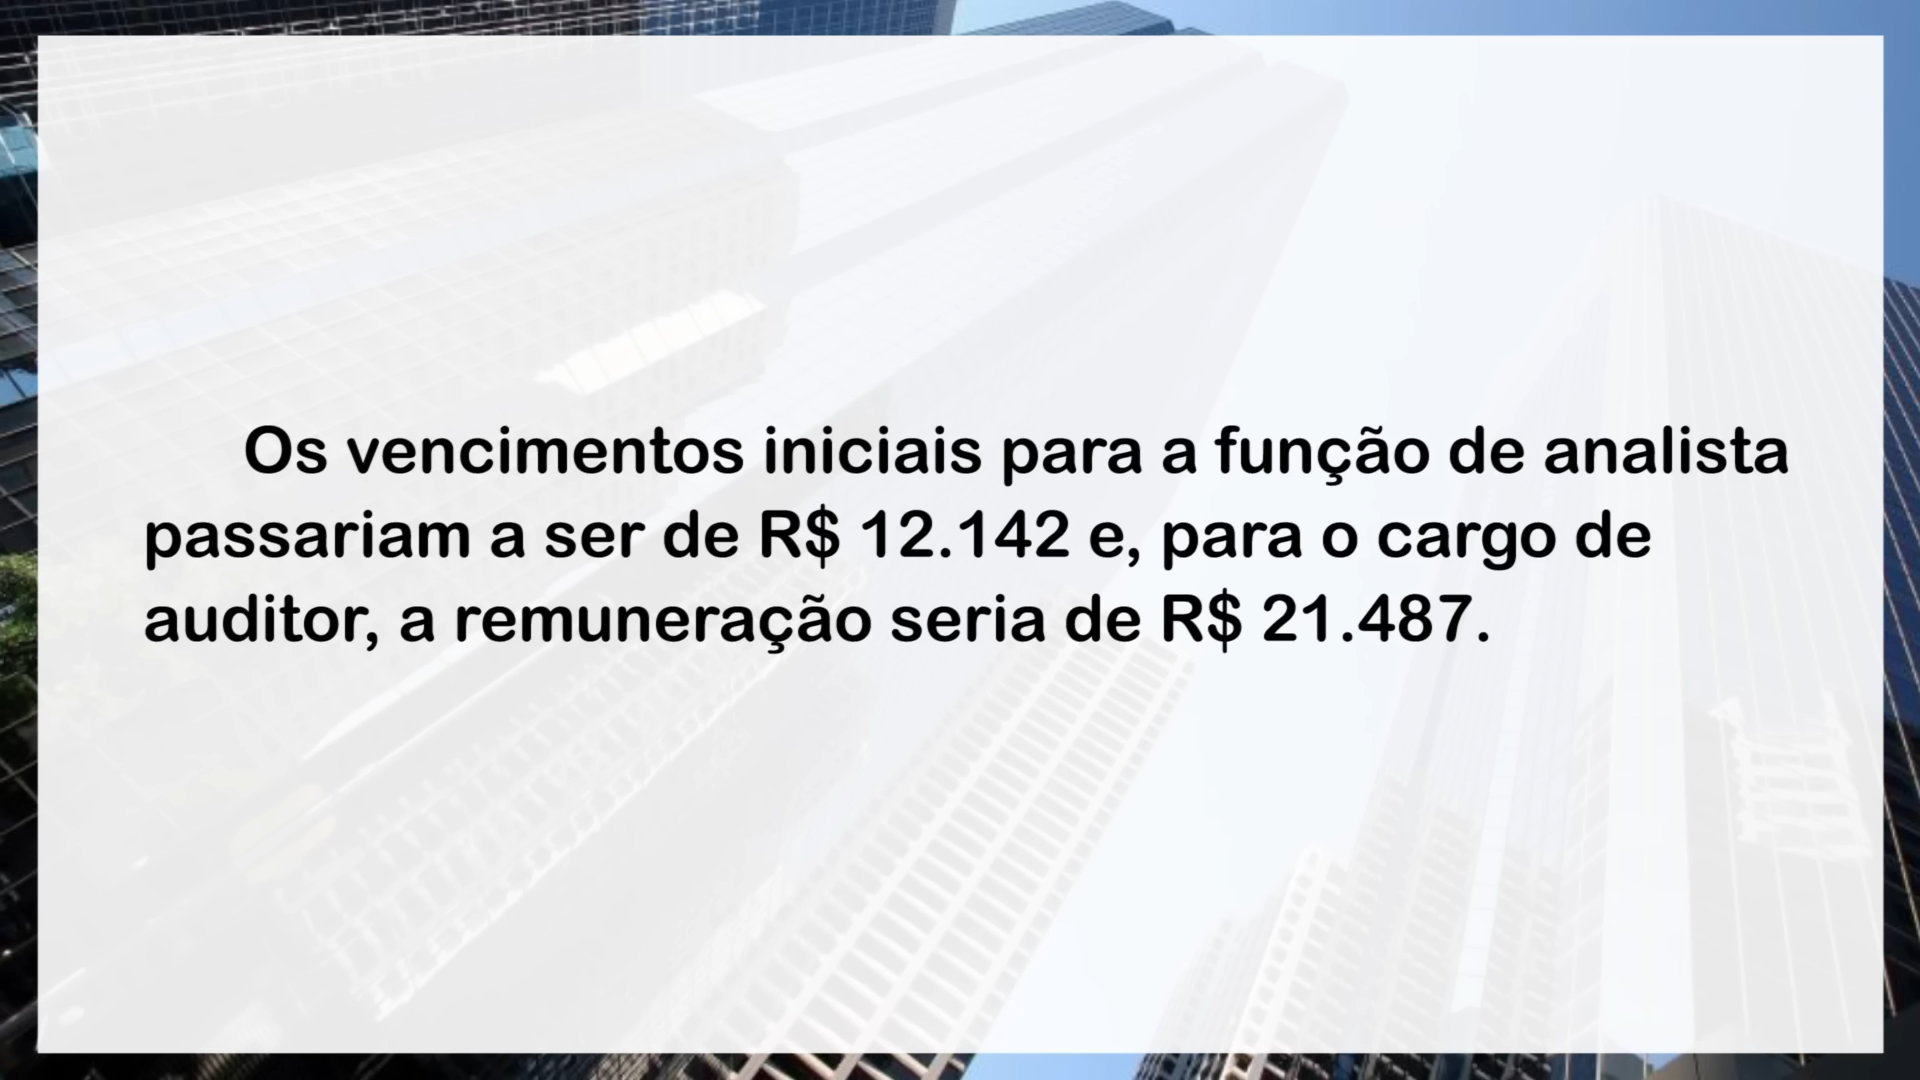 Os vencimentos iniciais para a função de analista
passariam a ser de R$ 12.142 e, para o cargo de
auditor, a remuneração seria de R$ 21.487.